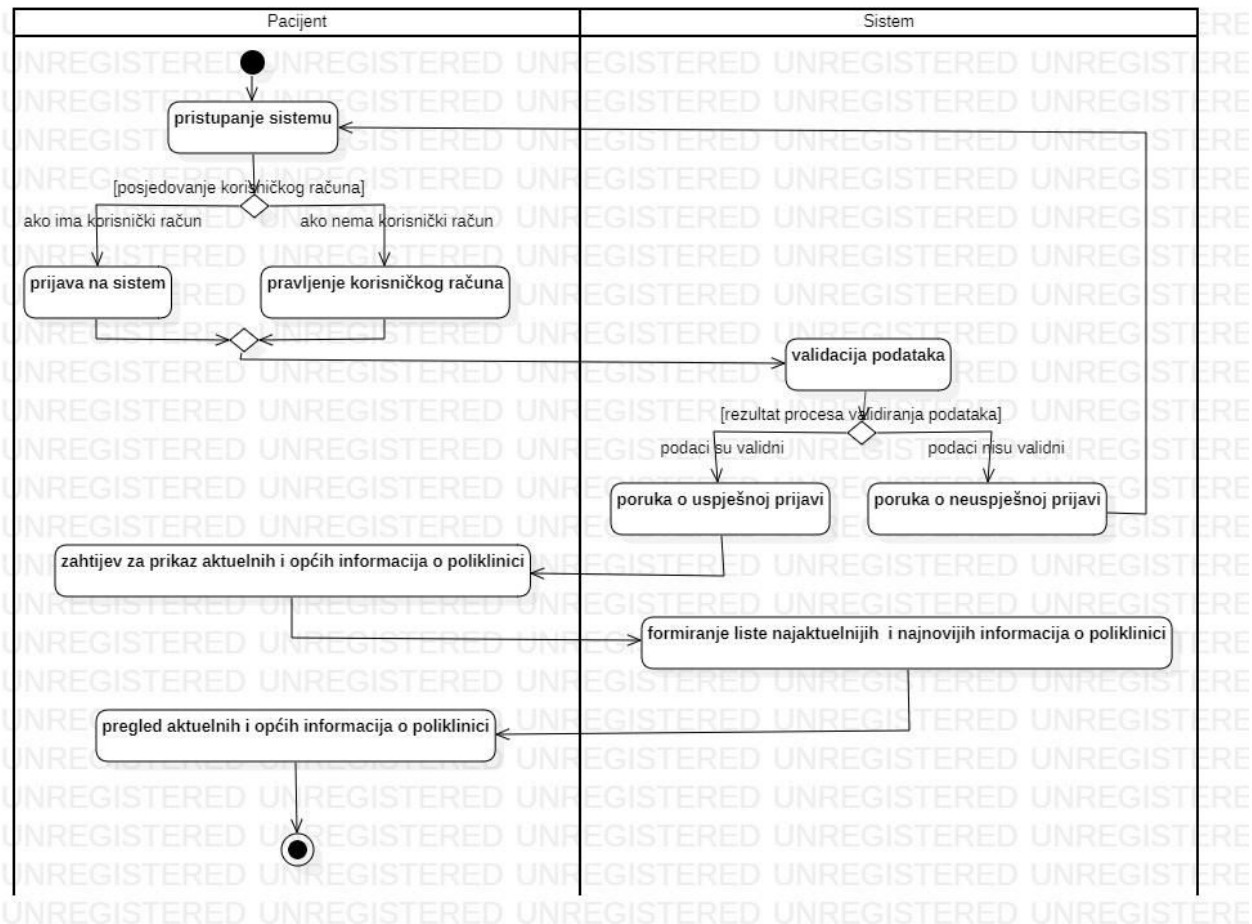 Pacijent
Sistem
pristupanje sistemu
[posjedovanje korisničkog računa]
ako ima korisnički račun
ako nema korisnički račun
prijava na sistem
pravljenje korisničkog računa
validacija podataka
[rezultat procesa validiranja podataka]
podaci su validni
podaci nisu validni
poruka o uspješnoj prijavi
poruka o neuspješnoj prijavi
zahtijev za prikaz aktuelnih i općih informacija o poliklinici
formiranje liste najaktuelnijih i najnovijih informacija o poliklinici
pregled aktuelnih i općih informacija o poliklinici
UNREGISTERED